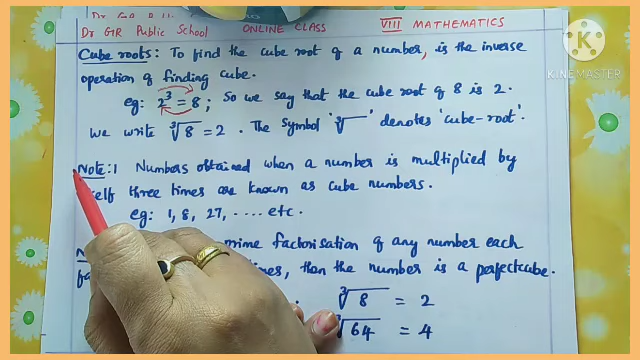 Dr GIR Public School ONLINE CLASS VIII MATHEMATICS
KINEMASTER
Cube roots: To find the cube root of a number, is the inverse
operation of finding cube.
eg: 2³ = 8; So we say that the cube root of 8 is 2.
We write ∛8 = 2. The Symbol '∛' denotes 'cube-root'.
Note:1 Numbers obtained when a number is multiplied by
itself three times are known as cube numbers.
eg: 1, 8, 27, ..... etc.
prime factorisation of any number each
times, then the number is a perfectcube.
∛8 = 2
∛64 = 4